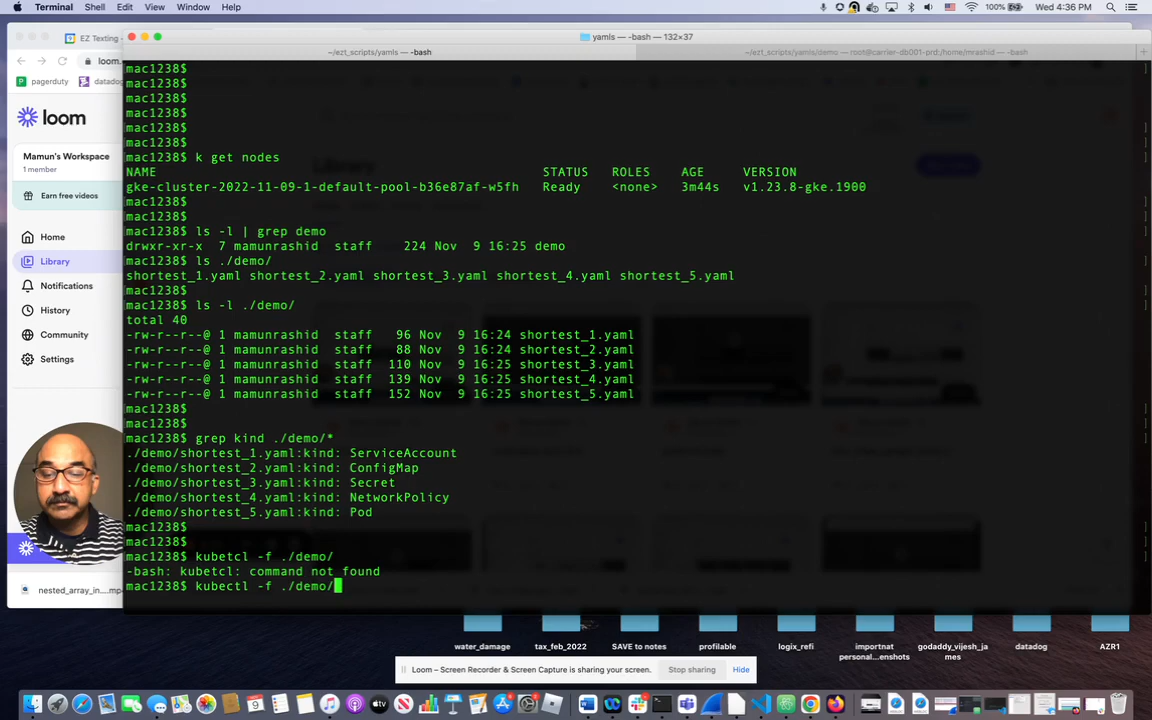 Terminal Shell Edit View Window Help
100% Wed 4:36 PM
EZ Texting -
yamls — -bash — 132×37
~/ezt_scripts/yamls — -bash
~/ezt_scripts/yamls/demo — root@carrier-db001-prd:/home/mrashid — -bash
loom.
pagerduty
datadog
loom
Mamun's Workspace
1 member
Earn free videos
Home
Library
Notifications
History
Community
Settings
Library
mac1238$
mac1238$
mac1238$
mac1238$
mac1238$
mac1238$
mac1238$ k get nodes
NAME STATUS ROLES AGE VERSION
gke-cluster-2022-11-09-1-default-pool-b36e87af-w5fh Ready <none> 3m44s v1.23.8-gke.1900
mac1238$
mac1238$
mac1238$ ls -l | grep demo
drwxr-xr-x 7 mamunrashid staff 224 Nov 9 16:25 demo
mac1238$ ls ./demo/
shortest_1.yaml shortest_2.yaml shortest_3.yaml shortest_4.yaml shortest_5.yaml
mac1238$
mac1238$ ls -l ./demo/
total 40
-rw-r--r--@ 1 mamunrashid staff 96 Nov 9 16:24 shortest_1.yaml
-rw-r--r--@ 1 mamunrashid staff 88 Nov 9 16:24 shortest_2.yaml
-rw-r--r--@ 1 mamunrashid staff 110 Nov 9 16:25 shortest_3.yaml
-rw-r--r--@ 1 mamunrashid staff 139 Nov 9 16:25 shortest_4.yaml
-rw-r--r--@ 1 mamunrashid staff 152 Nov 9 16:25 shortest_5.yaml
mac1238$
mac1238$
mac1238$ grep kind ./demo/*
./demo/shortest_1.yaml:kind: ServiceAccount
./demo/shortest_2.yaml:kind: ConfigMap
./demo/shortest_3.yaml:kind: Secret
./demo/shortest_4.yaml:kind: NetworkPolicy
./demo/shortest_5.yaml:kind: Pod
mac1238$
mac1238$
mac1238$ kubetcl -f ./demo/
-bash: kubetcl: command not found
mac1238$ kubectl -f ./demo/
nested_array_in....mp
water_damage
tax_feb_2022
SAVE to notes
profilable
logix_refi
importnat personal...enshots
godaddy_vijesh_james
datadog
AZR1
Loom – Screen Recorder & Screen Capture is sharing your screen.
Stop sharing
Hide